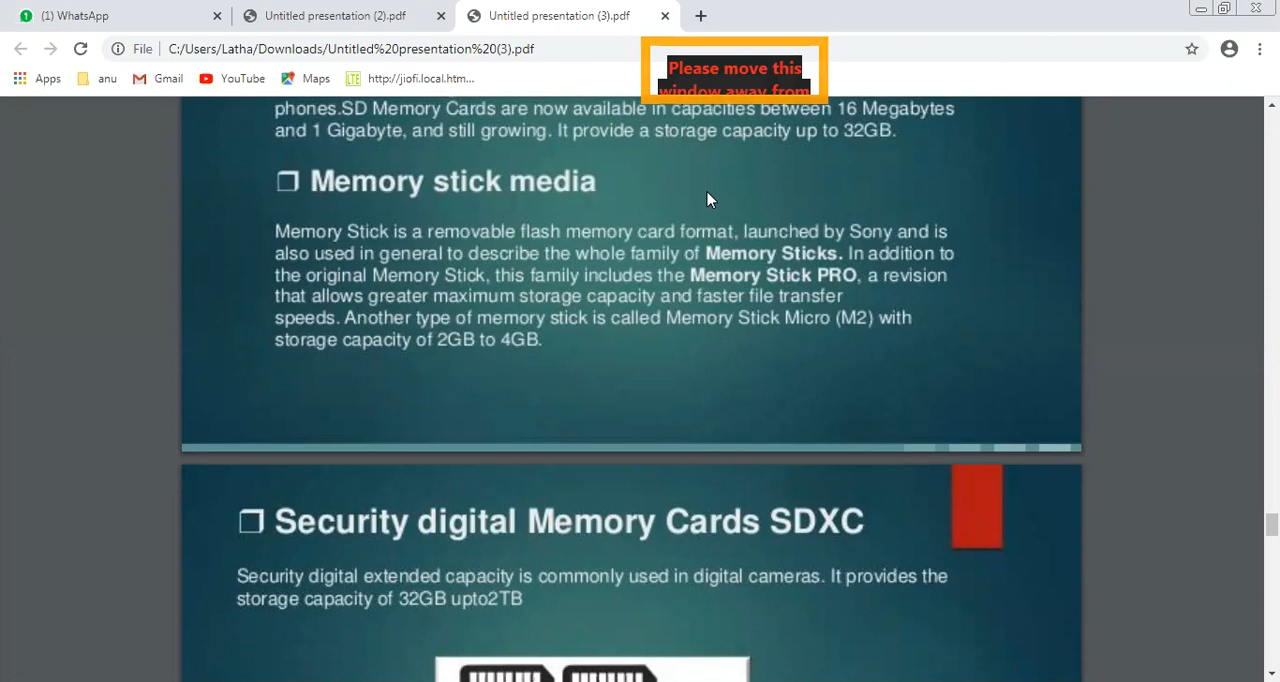 (1) WhatsApp
Untitled presentation (2).pdf
Untitled presentation (3).pdf
File
C:/Users/Latha/Downloads/Untitled%20presentation%20(3).pdf
Please move this
window away from
Apps
anu
Gmail
YouTube
Maps
LTE
http://jiofi.local.htm...
phones.SD Memory Cards are now available in capacities between 16 Megabytes
and 1 Gigabyte, and still growing. It provide a storage capacity up to 32GB.
❐ Memory stick media
Memory Stick is a removable flash memory card format, launched by Sony and is
also used in general to describe the whole family of Memory Sticks. In addition to
the original Memory Stick, this family includes the Memory Stick PRO, a revision
that allows greater maximum storage capacity and faster file transfer
speeds. Another type of memory stick is called Memory Stick Micro (M2) with
storage capacity of 2GB to 4GB.
❐ Security digital Memory Cards SDXC
Security digital extended capacity is commonly used in digital cameras. It provides the
storage capacity of 32GB upto2TB